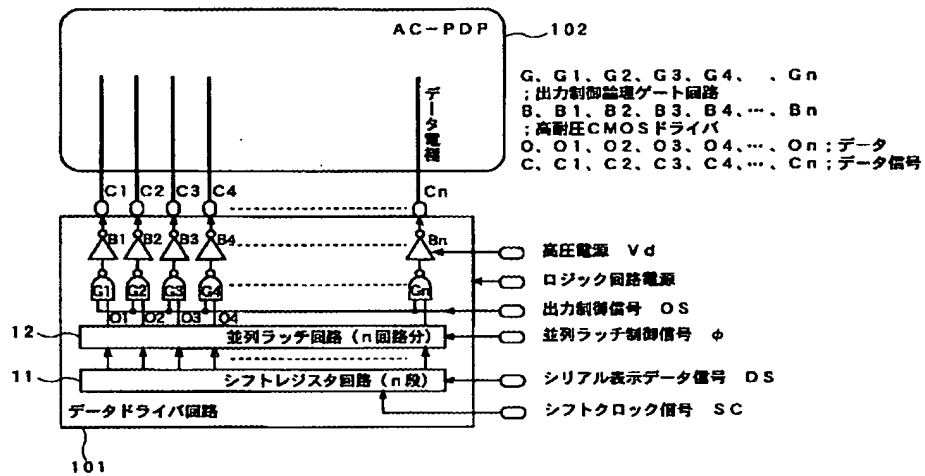 AC-PDP
102
G、G1、G2、G3、G4、 、Gn
;出力制御論理ゲート回路
B、B1、B2、B3、B4、…、Bn
;高耐圧CMOSドライバ
O、O1、O2、O3、O4、…、On;データ
C、C1、C2、C3、C4、…、Cn;データ信号
データ電極
C1 C2 C3 C4 Cn
B1 B2 B3 B4 Bn
高圧電源 Vd
G1 G2 G3 G4 Gn
ロジック回路電源
出力制御信号 OS
O1 O2 O3 O4
12
並列ラッチ回路(n回路分)
並列ラッチ制御信号 φ
11
シフトレジスタ回路(n段)
シリアル表示データ信号 DS
データドライバ回路
シフトクロック信号 SC
101